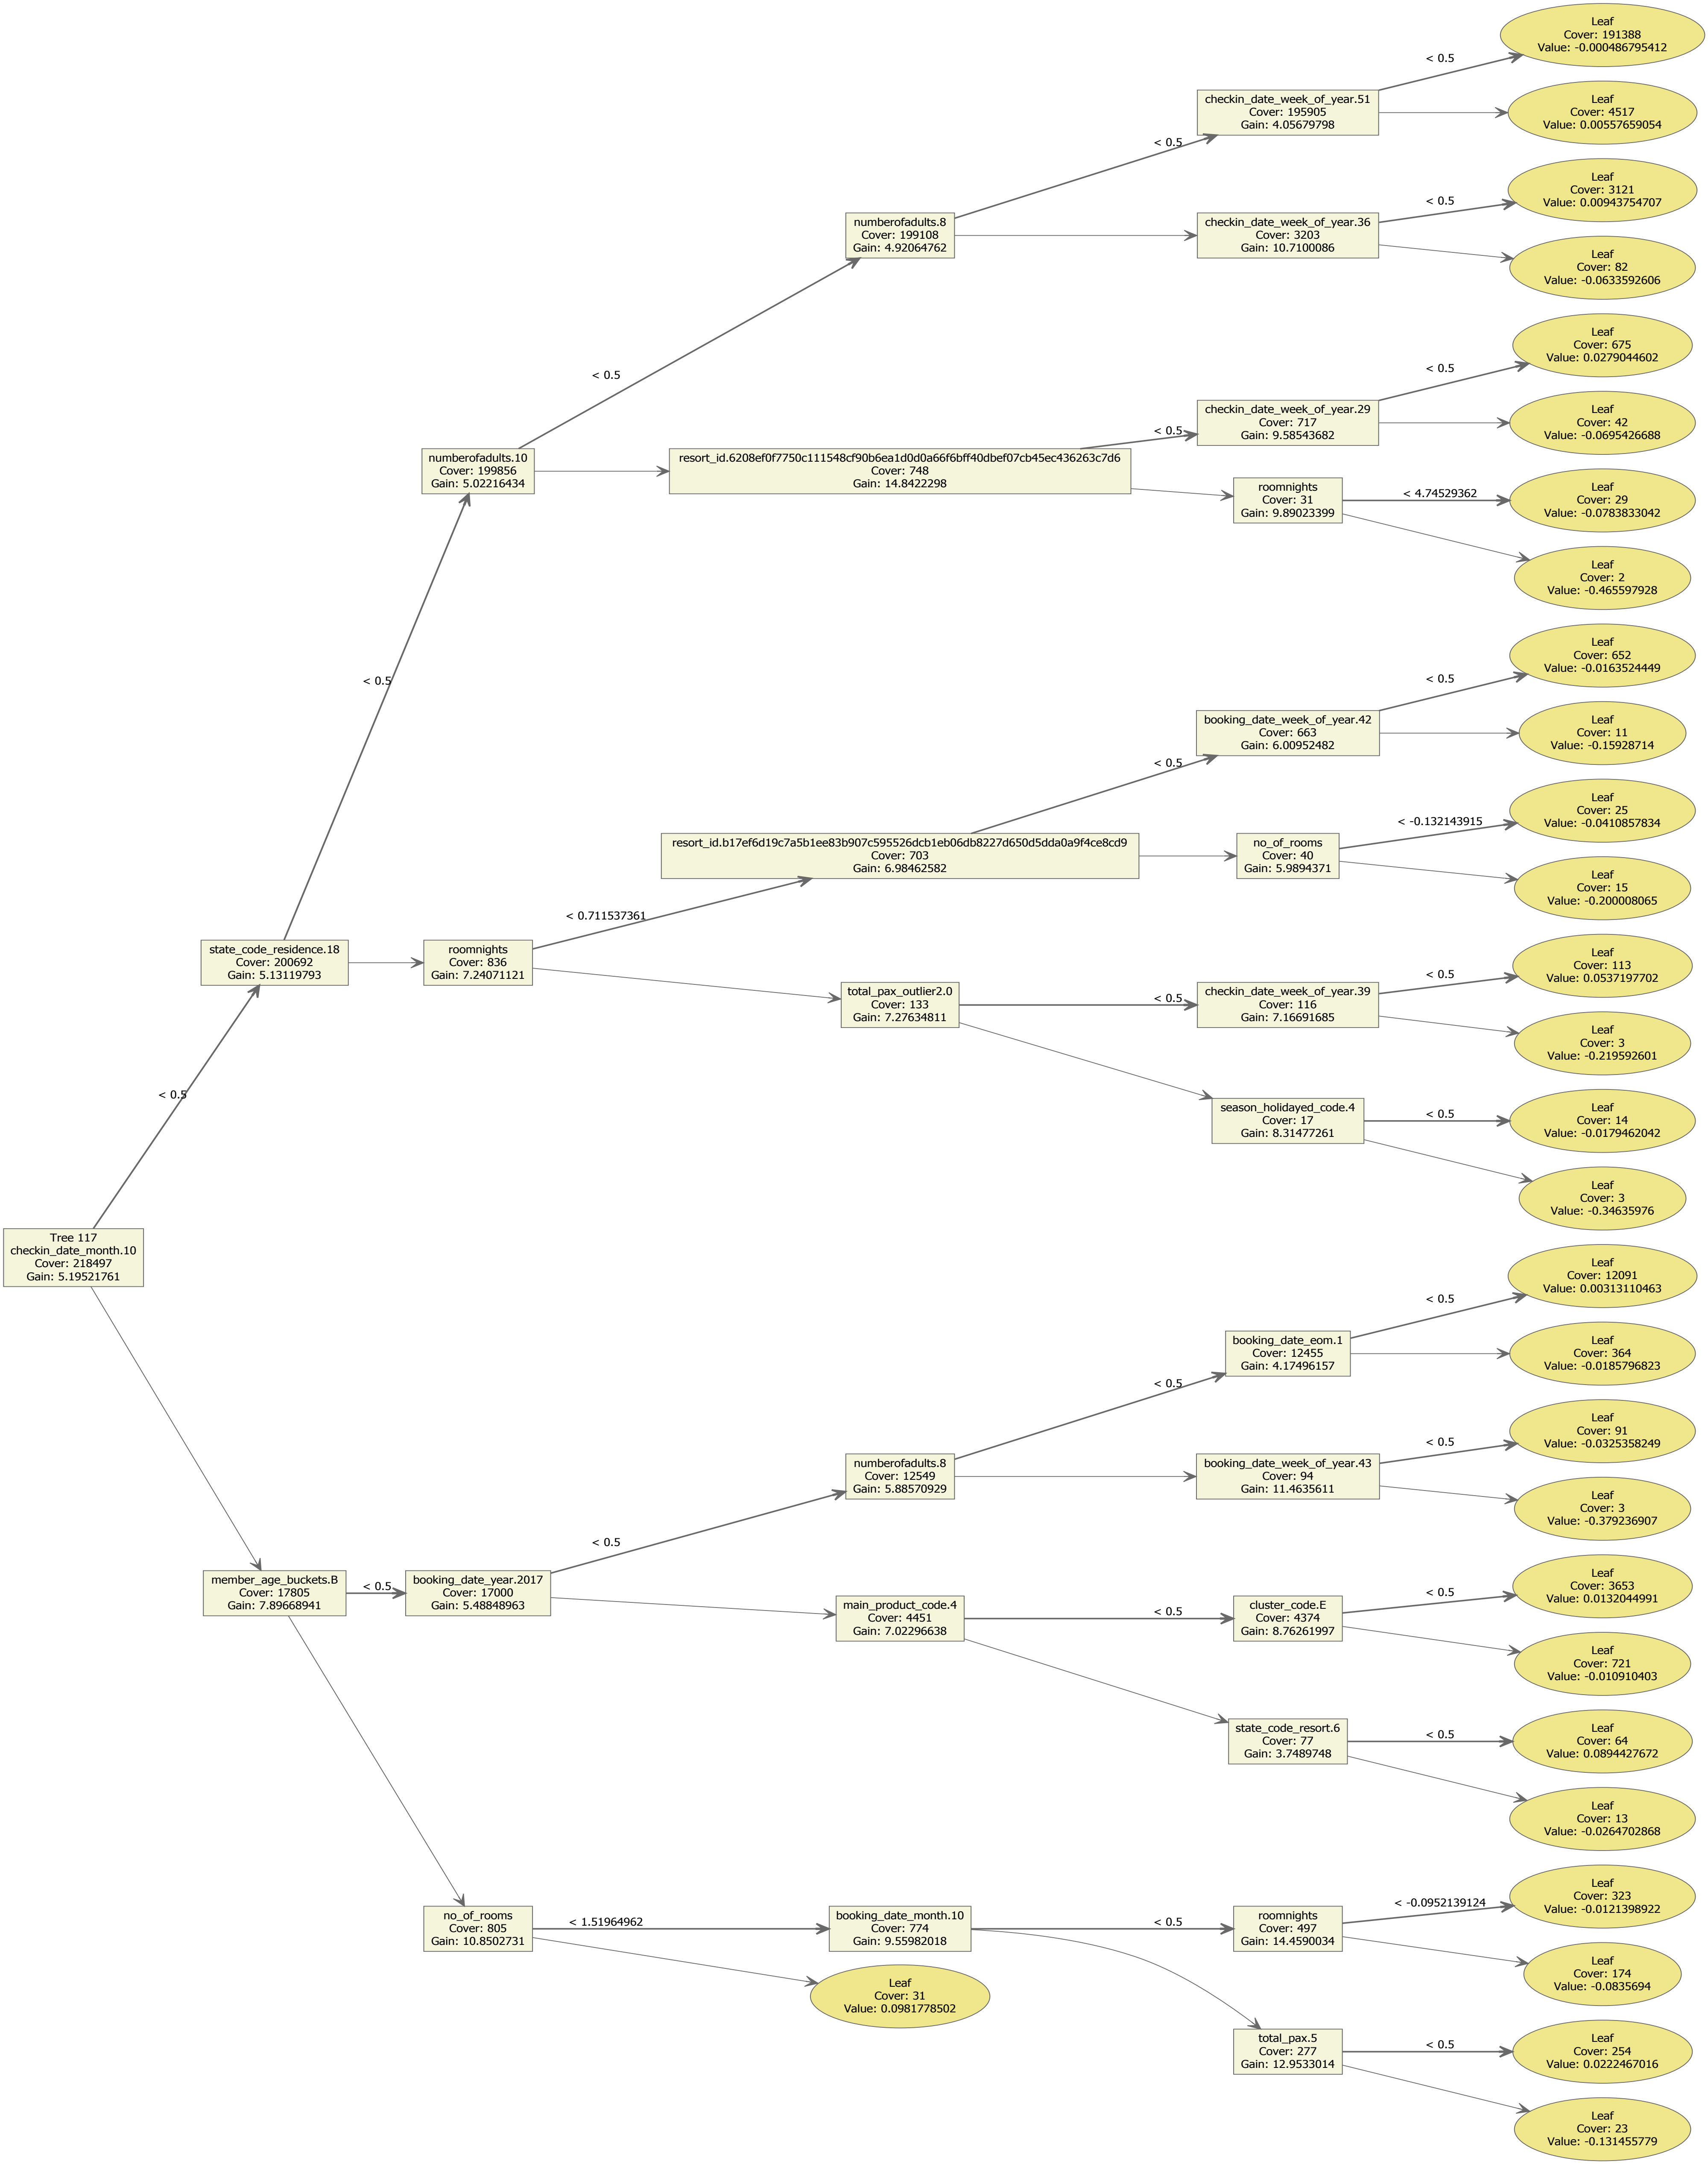 Leaf
Cover: 191388
Value: -0.000486795412
< 0.5
checkin_date_week_of_year.51
Cover: 195905
Gain: 4.05679798
Leaf
Cover: 4517
Value: 0.00557659054
< 0.5
Leaf
Cover: 3121
Value: 0.00943754707
< 0.5
numberofadults.8
Cover: 199108
Gain: 4.92064762
checkin_date_week_of_year.36
Cover: 3203
Gain: 10.7100086
Leaf
Cover: 82
Value: -0.0633592606
Leaf
Cover: 675
Value: 0.0279044602
< 0.5
< 0.5
checkin_date_week_of_year.29
Cover: 717
Gain: 9.58543682
Leaf
Cover: 42
Value: -0.0695426688
< 0.5
numberofadults.10
Cover: 199856
Gain: 5.02216434
resort_id.6208ef0f7750c111548cf90b6ea1d0d0a66f6bff40dbef07cb45ec436263c7d6
Cover: 748
Gain: 14.8422298
roomnights
Cover: 31
Gain: 9.89023399
< 4.74529362
Leaf
Cover: 29
Value: -0.0783833042
Leaf
Cover: 2
Value: -0.465597928
Leaf
Cover: 652
Value: -0.0163524449
< 0.5
< 0.5
booking_date_week_of_year.42
Cover: 663
Gain: 6.00952482
Leaf
Cover: 11
Value: -0.15928714
< 0.5
Leaf
Cover: 25
Value: -0.0410857834
< -0.132143915
resort_id.b17ef6d19c7a5b1ee83b907c595526dcb1eb06db8227d650d5dda0a9f4ce8cd9
Cover: 703
Gain: 6.98462582
no_of_rooms
Cover: 40
Gain: 5.9894371
Leaf
Cover: 15
Value: -0.200008065
< 0.711537361
state_code_residence.18
Cover: 200692
Gain: 5.13119793
roomnights
Cover: 836
Gain: 7.24071121
Leaf
Cover: 113
Value: 0.0537197702
< 0.5
total_pax_outlier2.0
Cover: 133
Gain: 7.27634811
< 0.5
checkin_date_week_of_year.39
Cover: 116
Gain: 7.16691685
Leaf
Cover: 3
Value: -0.219592601
< 0.5
season_holidayed_code.4
Cover: 17
Gain: 8.31477261
< 0.5
Leaf
Cover: 14
Value: -0.0179462042
Leaf
Cover: 3
Value: -0.34635976
Tree 117
checkin_date_month.10
Cover: 218497
Gain: 5.19521761
Leaf
Cover: 12091
Value: 0.00313110463
< 0.5
booking_date_eom.1
Cover: 12455
Gain: 4.17496157
Leaf
Cover: 364
Value: -0.0185796823
< 0.5
Leaf
Cover: 91
Value: -0.0325358249
< 0.5
numberofadults.8
Cover: 12549
Gain: 5.88570929
booking_date_week_of_year.43
Cover: 94
Gain: 11.4635611
Leaf
Cover: 3
Value: -0.379236907
< 0.5
member_age_buckets.B
Cover: 17805
Gain: 7.89668941
< 0.5
booking_date_year.2017
Cover: 17000
Gain: 5.48848963
Leaf
Cover: 3653
Value: 0.0132044991
< 0.5
main_product_code.4
Cover: 4451
Gain: 7.02296638
< 0.5
cluster_code.E
Cover: 4374
Gain: 8.76261997
Leaf
Cover: 721
Value: -0.010910403
state_code_resort.6
Cover: 77
Gain: 3.7489748
< 0.5
Leaf
Cover: 64
Value: 0.0894427672
Leaf
Cover: 13
Value: -0.0264702868
Leaf
Cover: 323
Value: -0.0121398922
< -0.0952139124
no_of_rooms
Cover: 805
Gain: 10.8502731
< 1.51964962
booking_date_month.10
Cover: 774
Gain: 9.55982018
< 0.5
roomnights
Cover: 497
Gain: 14.4590034
Leaf
Cover: 174
Value: -0.0835694
Leaf
Cover: 31
Value: 0.0981778502
total_pax.5
Cover: 277
Gain: 12.9533014
< 0.5
Leaf
Cover: 254
Value: 0.0222467016
Leaf
Cover: 23
Value: -0.131455779